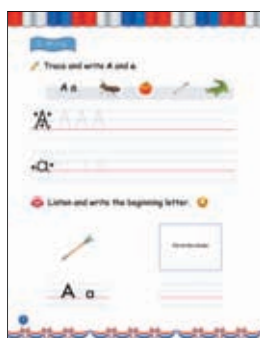 Trace and write A and a.
A a
A A A A
a
Listen and write the beginning letter.
A a